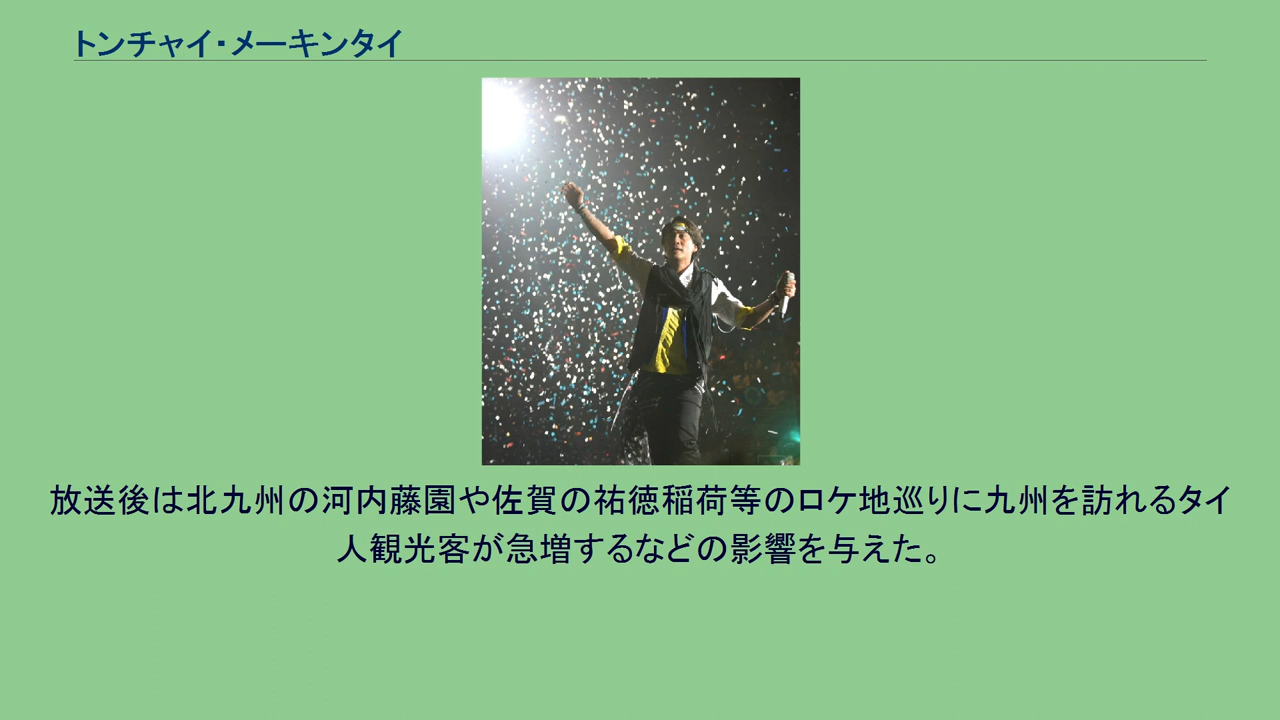 トンチャイ・メーキンタイ
放送後は北九州の河内藤園や佐賀の祐徳稲荷等のロケ地巡りに九州を訪れるタイ
人観光客が急増するなどの影響を与えた。